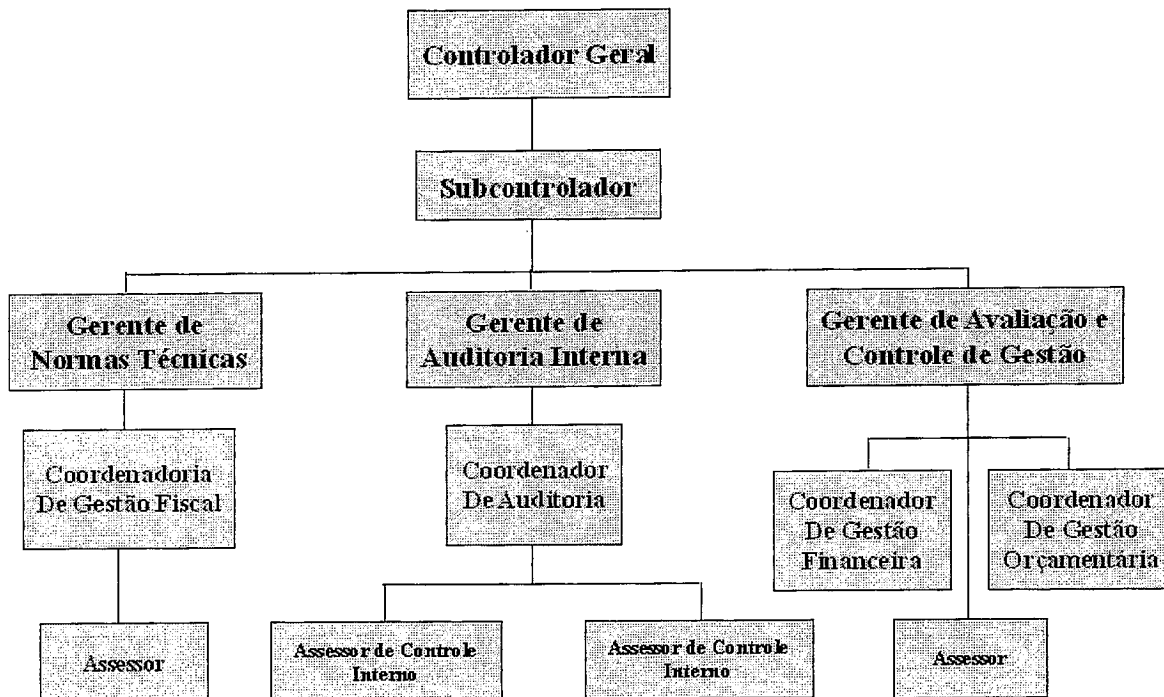 Controlador Geral
Subcontrolador
Gerente de
Normas Técnicas
Gerente de
Auditoria Interna
Gerente de Avaliação e
Controle de Gestão
Coordenadoria
De Gestão Fiscal
Coordenador
De Auditoria
Coordenador
De Gestão
Financeira
Coordenador
De Gestão
Orçamentária
Assessor
Assessor de Controle
Interno
Assessor de Controle
Interno
Assessor